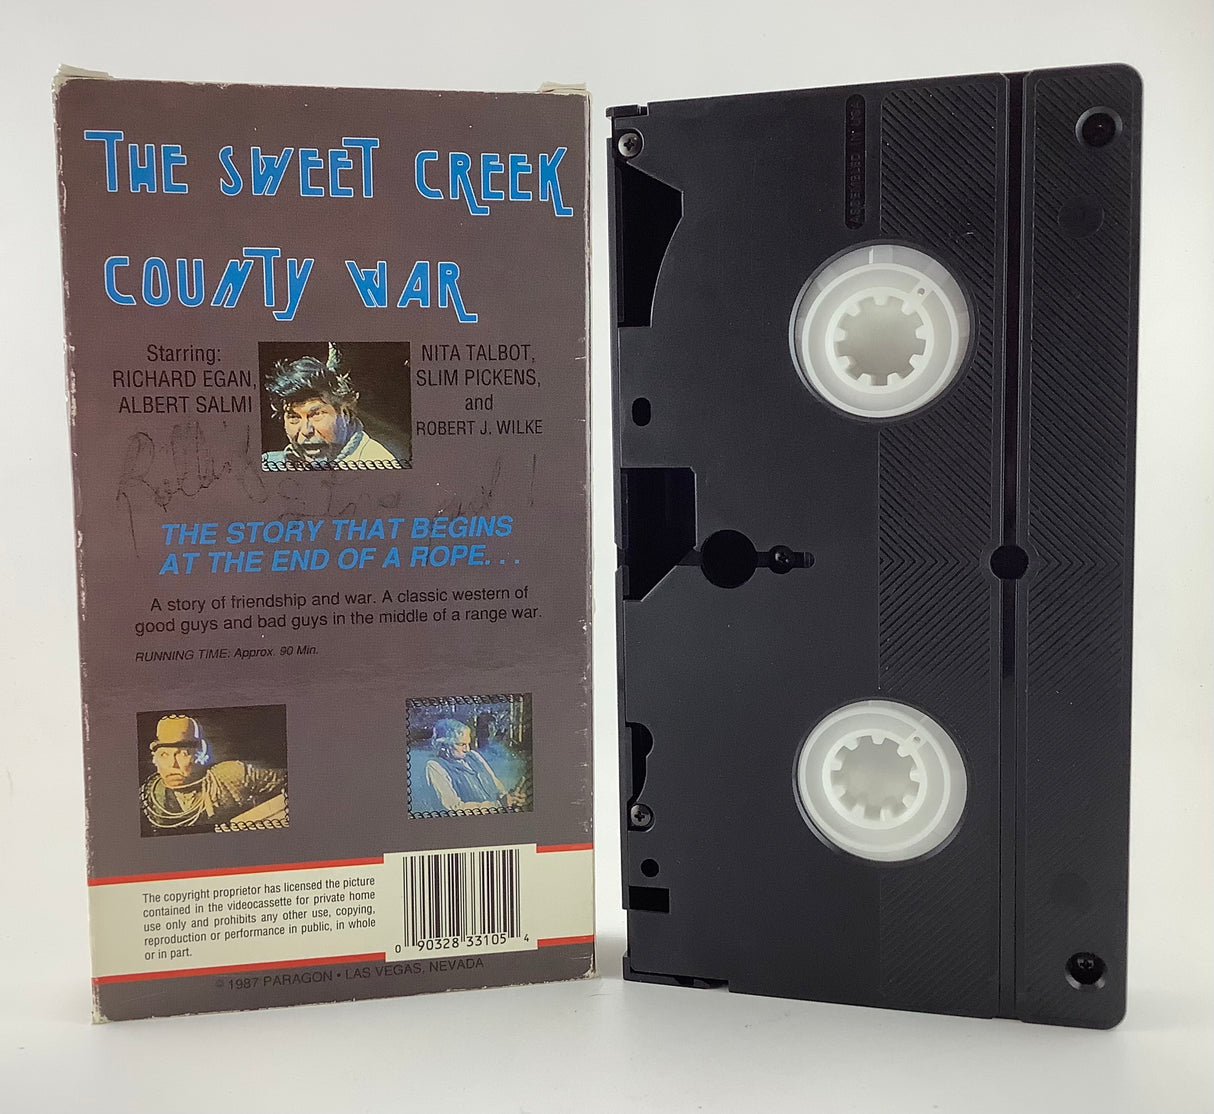 THE SWEET CREEK
COUNTY WAR
Starring:
RICHARD EGAN,
ALBERT SALMI
NITA TALBOT,
SLIM PICKENS,
and
ROBERT J. WILKE
THE STORY THAT BEGINS
AT THE END OF A ROPE. . .
A story of friendship and war. A classic western of
good guys and bad guys in the middle of a range war.
RUNNING TIME: Approx. 90 Min.
The copyright proprietor has licensed the picture
contained in the videocassette for private home
use only and prohibits any other use, copying,
reproduction or performance in public, in whole
or in part.
0 90328 33105 4
© 1987 PARAGON • LAS VEGAS, NEVADA